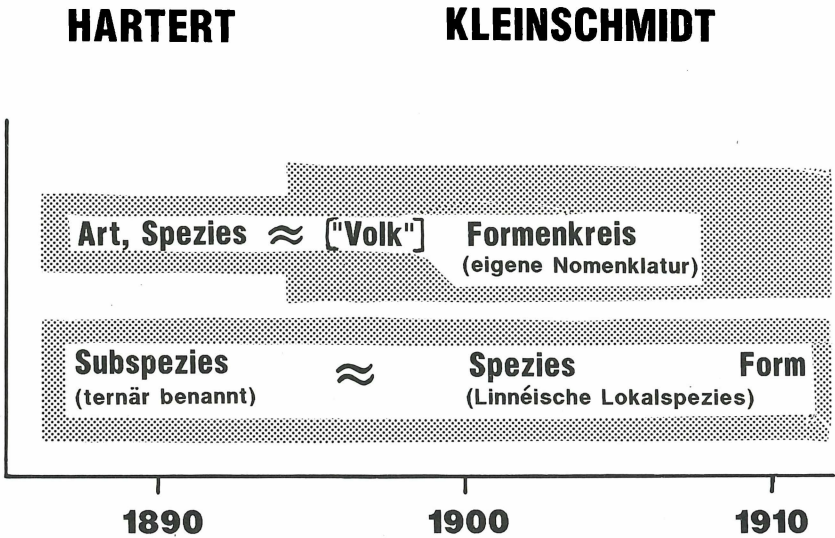 HARTERT KLEINSCHMIDT
Art, Spezies ≈ ["Volk"] Formenkreis
(eigene Nomenklatur)
Subspezies ≈ Spezies Form
(ternär benannt) (Linnéische Lokalspezies)
1890 1900 1910